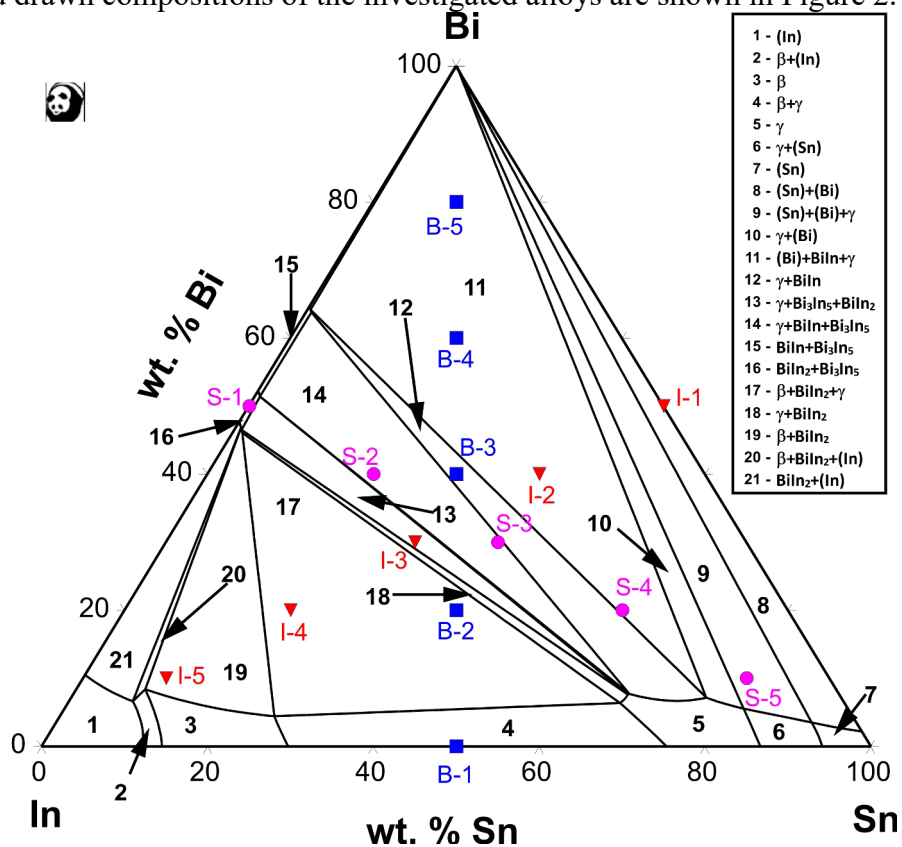 d drawn compositions of the investigated alloys are shown in Figure 2.
Bi
100
80
60
40
20
0
wt. % Bi
1 - (In)
2 - β+(In)
3 - β
4 - β+γ
5 - γ
6 - γ+(Sn)
7 - (Sn)
8 - (Sn)+(Bi)
9 - (Sn)+(Bi)+γ
10 - γ+(Bi)
11 - (Bi)+BiIn+γ
12 - γ+BiIn
13 - γ+Bi₃In₅+BiIn₂
14 - γ+BiIn+Bi₃In₅
15 - BiIn+Bi₃In₅
16 - BiIn₂+Bi₃In₅
17 - β+BiIn₂+γ
18 - γ+BiIn₂
19 - β+BiIn₂
20 - β+BiIn₂+(In)
21 - BiIn₂+(In)
B-5
15
11
12
B-4
S-1
14
I-1
16
B-3
S-2
I-2
17
13
S-3
10
I-3
20
18
9
S-4
8
I-4
B-2
21
I-5
19
S-5
7
1
3
4
5
6
2
B-1
0
20
40
60
80
100
In
wt. % Sn
Sn